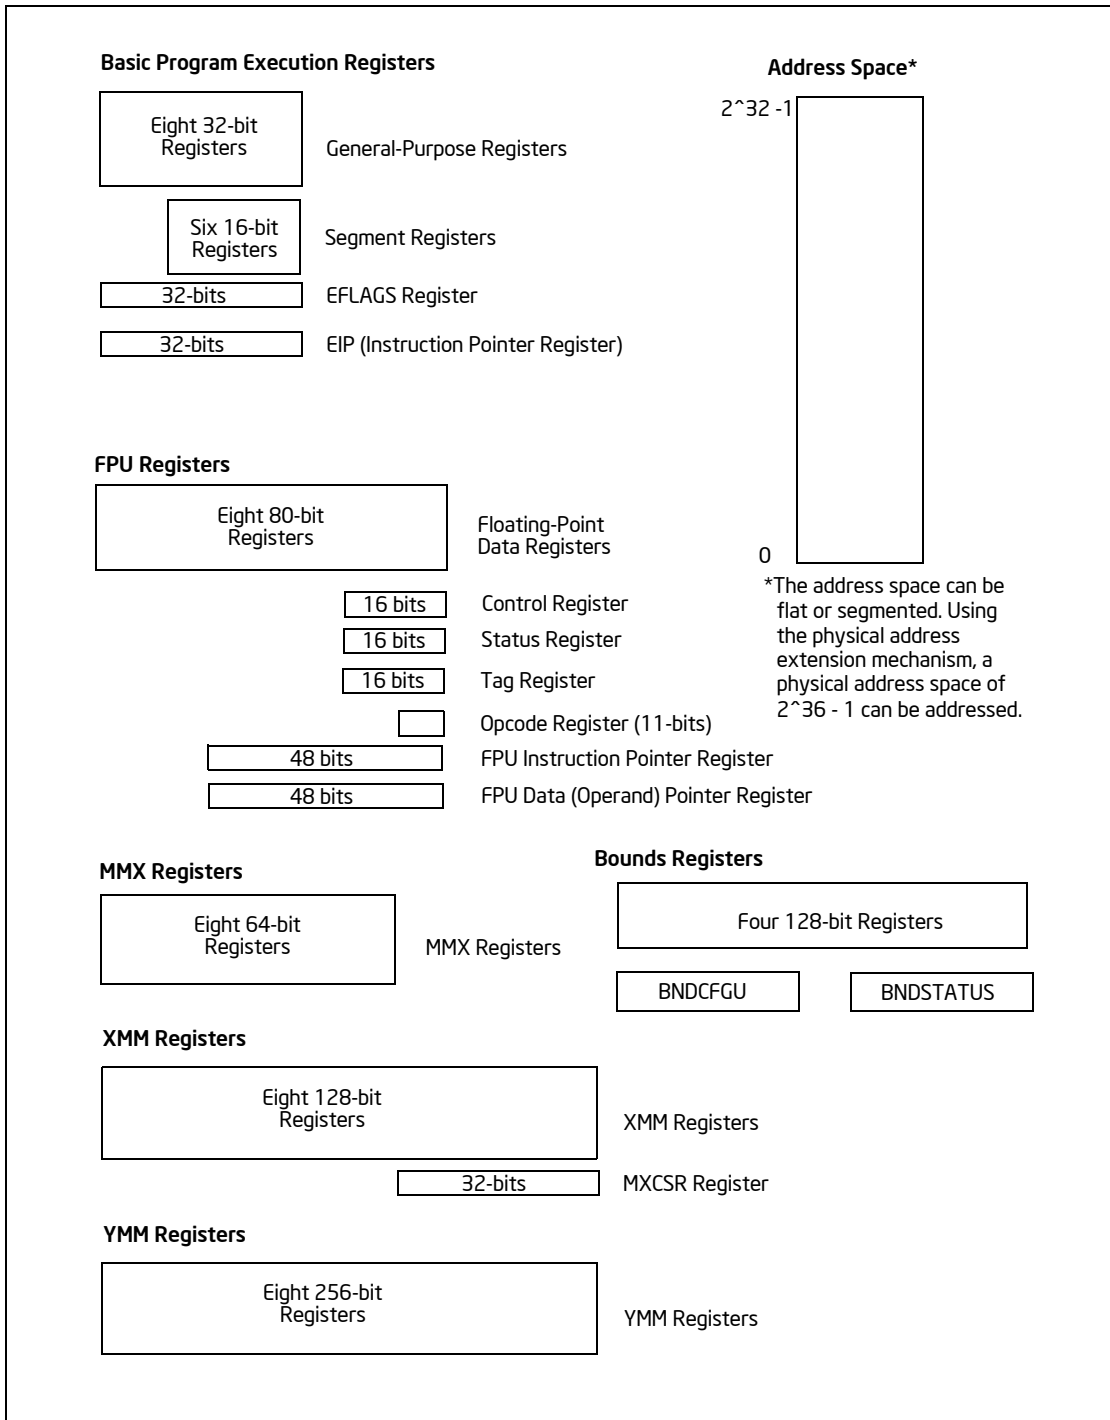 Basic Program Execution Registers
Eight 32-bit
Registers
General-Purpose Registers
Six 16-bit
Registers
Segment Registers
32-bits
EFLAGS Register
32-bits
EIP (Instruction Pointer Register)
Address Space*
2^32 -1
0
*The address space can be
flat or segmented. Using
the physical address
extension mechanism, a
physical address space of
2^36 - 1 can be addressed.
FPU Registers
Eight 80-bit
Registers
Floating-Point
Data Registers
16 bits
Control Register
16 bits
Status Register
16 bits
Tag Register
Opcode Register (11-bits)
48 bits
FPU Instruction Pointer Register
48 bits
FPU Data (Operand) Pointer Register
MMX Registers
Eight 64-bit
Registers
MMX Registers
Bounds Registers
Four 128-bit Registers
BNDCFGU
BNDSTATUS
XMM Registers
Eight 128-bit
Registers
XMM Registers
32-bits
MXCSR Register
YMM Registers
Eight 256-bit
Registers
YMM Registers